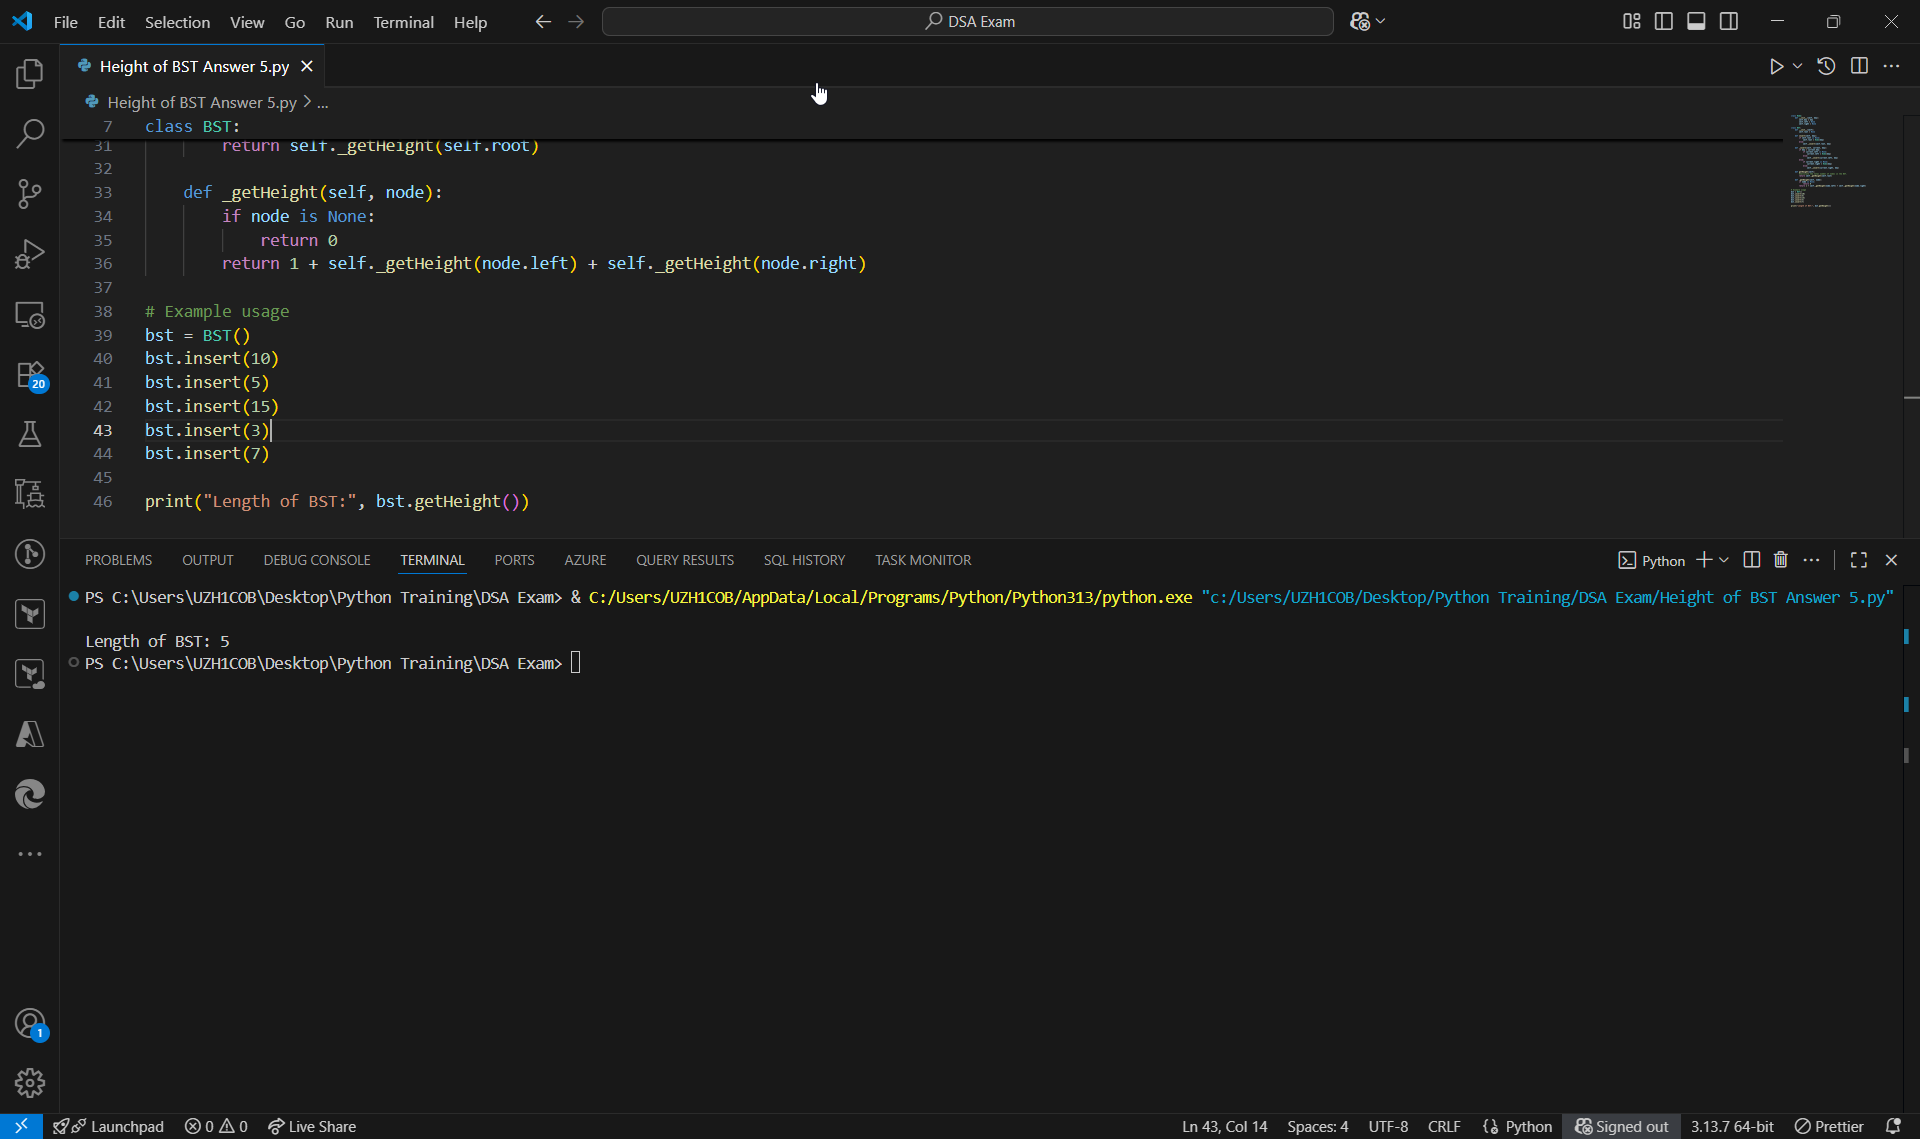 File Edit Selection View Go Run Terminal Help DSA Exam
Height of BST Answer 5.py
Height of BST Answer 5.py > ...
7 class BST:
31 return self._getHeight(self.root)
32
33 def _getHeight(self, node):
34 if node is None:
35 return 0
36 return 1 + self._getHeight(node.left) + self._getHeight(node.right)
37
38 # Example usage
39 bst = BST()
40 bst.insert(10)
41 bst.insert(5)
42 bst.insert(15)
43 bst.insert(3)
44 bst.insert(7)
45
46 print("Length of BST:", bst.getHeight())
20
PROBLEMS OUTPUT DEBUG CONSOLE TERMINAL PORTS AZURE QUERY RESULTS SQL HISTORY TASK MONITOR Python
PS C:\Users\UZH1COB\Desktop\Python Training\DSA Exam> & C:/Users/UZH1COB/AppData/Local/Programs/Python/Python313/python.exe "c:/Users/UZH1COB/Desktop/Python Training/DSA Exam/Height of BST Answer 5.py"
Length of BST: 5
PS C:\Users\UZH1COB\Desktop\Python Training\DSA Exam>
1
Launchpad 0 0 Live Share Ln 43, Col 14 Spaces: 4 UTF-8 CRLF Python Signed out 3.13.7 64-bit Prettier